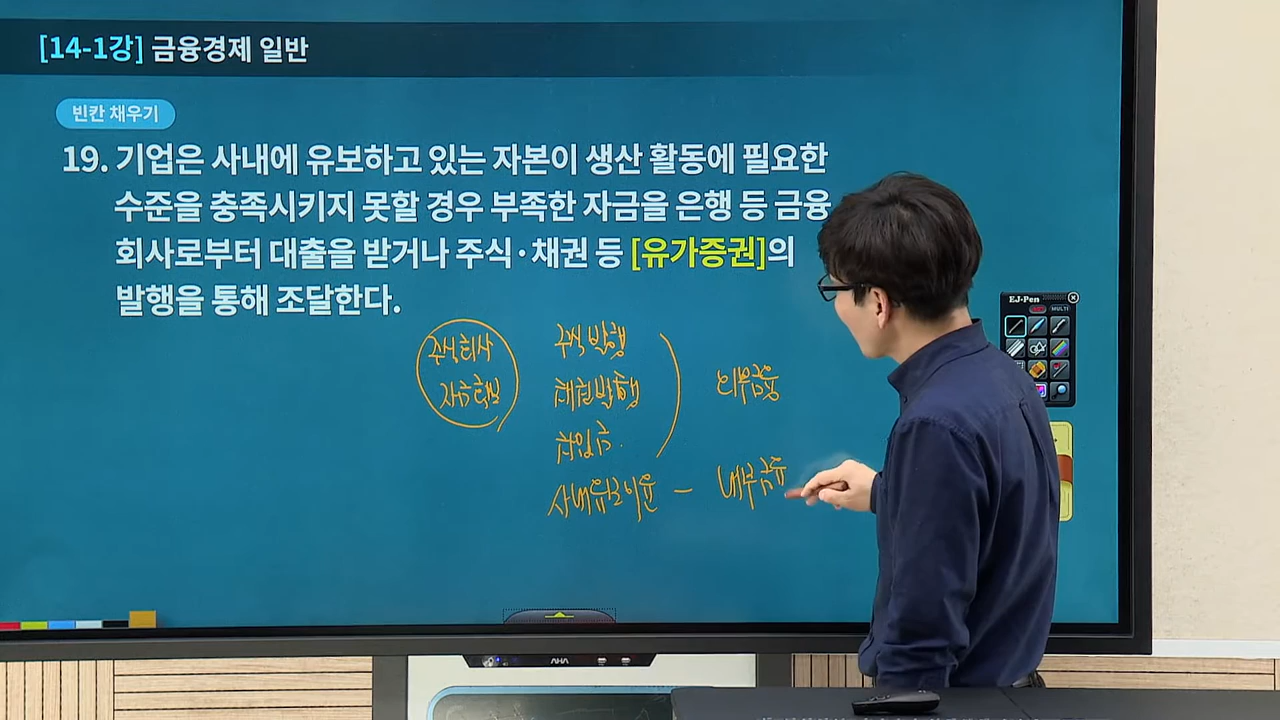 [14-1강] 금융경제 일반
빈칸 채우기
19. 기업은 사내에 유보하고 있는 자본이 생산 활동에 필요한
수준을 충족시키지 못할 경우 부족한 자금을 은행 등 금융
회사로부터 대출을 받거나 주식·채권 등 [유가증권]의
발행을 통해 조달한다.
주식회사
자금확보
주식발행
채권발행
차입금.
사내유보이윤 - 내부금융
외부금융
EJ-Pen
MULTI
AHA